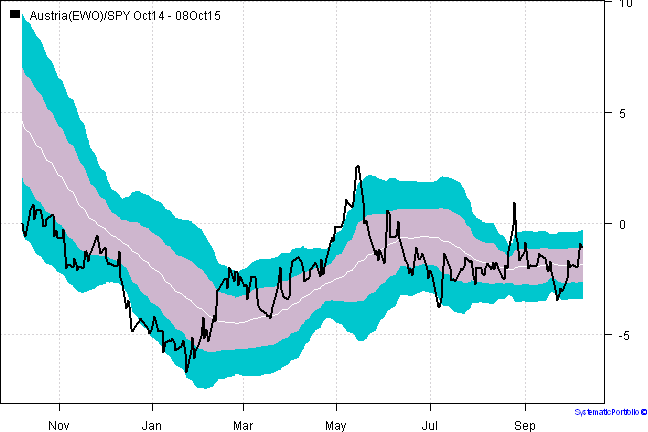 Austria(EWO)/SPY Oct14 - 08Oct15
10
5
0
-5
Nov Jan Mar May Jul Sep
SystematicPortfolio ©